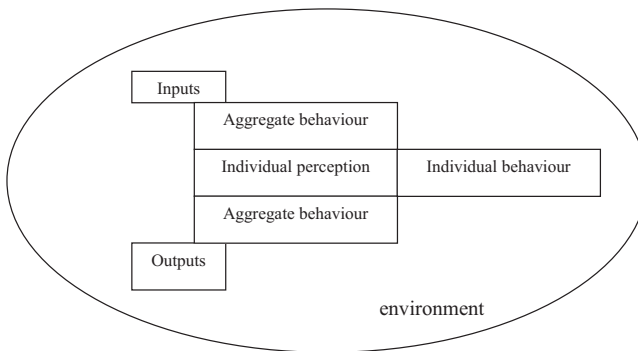 Inputs
Aggregate behaviour
Individual perception
Individual behaviour
Aggregate behaviour
Outputs
environment